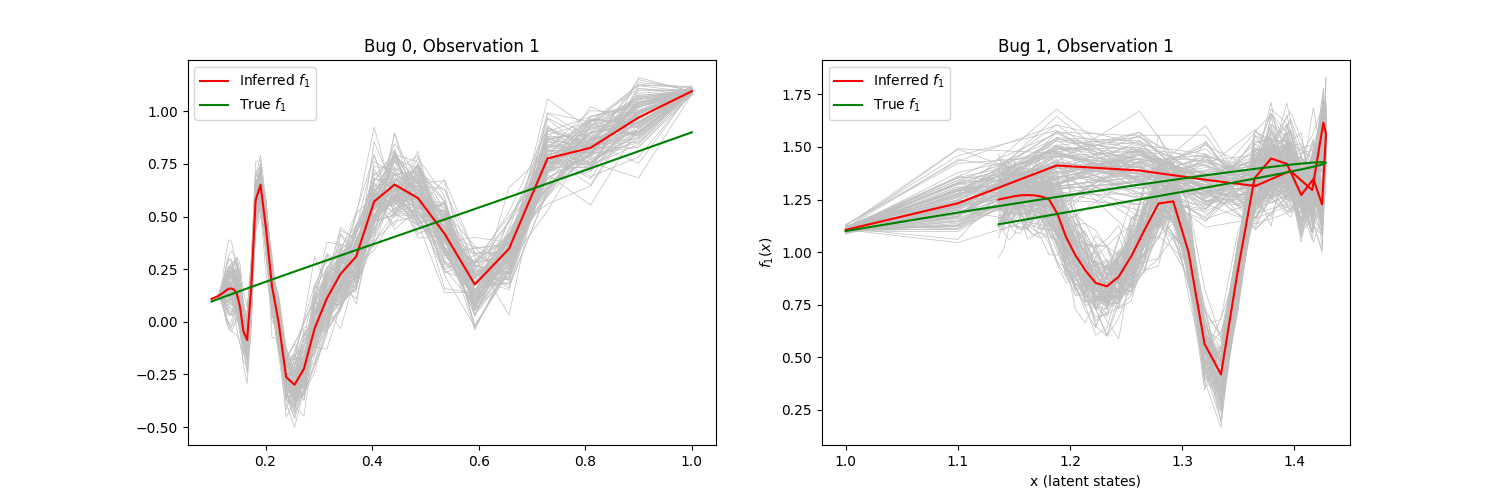 Bug 0, Observation 1
Inferred f₁
True f₁
1.00
0.75
0.50
0.25
0.00
−0.25
−0.50
0.2 0.4 0.6 0.8 1.0
Bug 1, Observation 1
Inferred f₁
True f₁
f₁(x)
1.75
1.50
1.25
1.00
0.75
0.50
0.25
1.0 1.1 1.2 1.3 1.4
x (latent states)